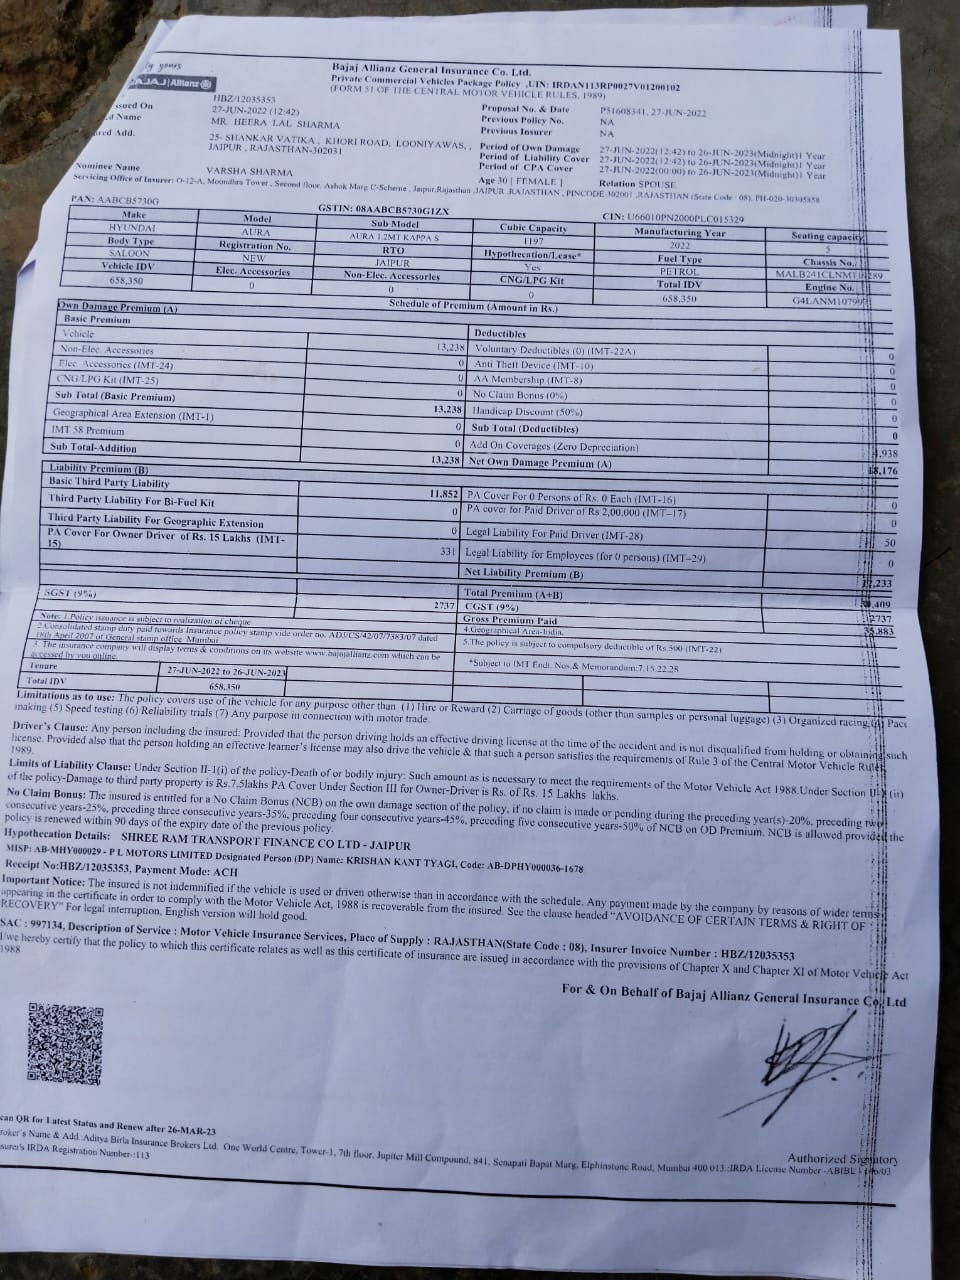 ly yours
BAJAJ | Allianz
Bajaj Allianz General Insurance Co. Ltd.
Private Commercial Vehicles Package Policy ,UIN: IRDAN113RP0027V01200102
(FORM 51 OF THE CENTRAL MOTOR VEHICLE RULES, 1989)
HBZ/12035353
ssued On 27-JUN-2022 (12:42)
d Name MR. HEERA LAL SHARMA
red Add. 25- SHANKAR VATIKA , KHORI ROAD, LOONIYAWAS, ,
JAIPUR , RAJASTHAN-302031
Proposal No. & Date P51608341, 27-JUN-2022
Previous Policy No. NA
Previous Insurer NA
Period of Own Damage 27-JUN-2022(12:42) to 26-JUN-2023(Midnight)1 Year
Period of Liability Cover 27-JUN-2022(12:42) to 26-JUN-2023(Midnight)1 Year
Period of CPA Cover 27-JUN-2022(00:00) to 26-JUN-2023(Midnight)1 Year
Nominee Name VARSHA SHARMA Age 30 [ FEMALE ] Relation SPOUSE
Servicing Office of Insurer: O-12-A, Moondhra Tower , Second floor, Ashok Marg C-Scheme , Jaipur,Rajasthan ,JAIPUR ,RAJASTHAN, PINCODE 302001 ,RAJASTHAN (State Code - 08), PH-020-30305858
PAN: AABCB5730G GSTIN: 08AABCB5730G1ZX CIN: U66010PN2000PLC015329
Make Model Sub Model Cubic Capacity Manufacturing Year Seating capacity
HYUNDAI AURA AURA 1.2MT KAPPA S 1197 2022 5
Body Type Registration No. RTO Hypothecation/Lease* Fuel Type Chassis No.
SALOON NEW JAIPUR Yes PETROL
Vehicle IDV Elec. Accessories Non-Elec. Accessories CNG/LPG Kit Total IDV Engine No.
658,350 0 0 0 658,350
Schedule of Premium (Amount in Rs.)
Own Damage Premium (A)
Basic Premium Deductibles
Vehicle 13,238 Voluntary Deductibles (0) (IMT-22A) 0
Non-Elec. Accessories 0 Anti Theft Device (IMT-10) 0
Elec. Accessories (IMT-24) 0 AA Membership (IMT-8) 0
CNG/LPG Kit (IMT-25) 0 No Claim Bonus (0%) 0
Sub Total (Basic Premium) 13,238 Handicap Discount (50%) 0
Geographical Area Extension (IMT-1) 0 Sub Total (Deductibles) 0
IMT 58 Premium 0 Add On Coverages (Zero Depreciation) 4,938
Sub Total-Addition 13,238 Net Own Damage Premium (A) 18,176
Liability Premium (B)
Basic Third Party Liability 11,852 PA Cover For 0 Persons of Rs. 0 Each (IMT-16) 0
Third Party Liability For Bi-Fuel Kit 0 PA cover for Paid Driver of Rs 2,00,000 (IMT-17) 0
Third Party Liability For Geographic Extension 0 Legal Liability For Paid Driver (IMT-28) 50
PA Cover For Owner Driver of Rs. 15 Lakhs (IMT-15) 331 Legal Liability for Employees (for 0 persons) (IMT-29) 0
Net Liability Premium (B) 12,233
Total Premium (A+B) 30,409
SGST (9%) 2737 CGST (9%) 2737
Gross Premium Paid 35,883
Note: 1.Policy issuance is subject to realization of cheque
2.Consolidated stamp duty paid towards Insurance policy stamp vide order no. ADJ/CS/42/07/7383/07 dated
18th April 2007 of General stamp office Mumbai
3. The insurance company will display terms & conditions on its website www.bajajallianz.com which can be
accessed by you online.
4.Geographical Area-India.
5.The policy is subject to compulsory deductible of Rs.500 (IMT-22)
*Subject to IMT Endt. Nos.& Memorandum:7,15,22,28
Tenure 27-JUN-2022 to 26-JUN-2023
Total IDV 658,350
Limitations as to use: The policy covers use of the vehicle for any purpose other than (1) Hire or Reward (2) Carriage of goods (other than samples or personal luggage) (3) Organized racing,(4) Pace
making (5) Speed testing (6) Reliability trials (7) Any purpose in connection with motor trade.
Driver's Clause: Any person including the insured: Provided that the person driving holds an effective driving license at the time of the accident and is not disqualified from holding or obtaining such
license. Provided also that the person holding an effective learner's license may also drive the vehicle & that such a person satisfies the requirements of Rule 3 of the Central Motor Vehicle Rules,
1989.
Limits of Liability Clause: Under Section II-1(i) of the policy-Death of or bodily injury: Such amount as is necessary to meet the requirements of the Motor Vehicle Act 1988.Under Section II-1 (ii)
of the policy-Damage to third party property is Rs.7.5lakhs PA Cover Under Section III for Owner-Driver is Rs. of Rs. 15 Lakhs lakhs.
No Claim Bonus: The insured is entitled for a No Claim Bonus (NCB) on the own damage section of the policy, if no claim is made or pending during the preceding year(s)-20%, preceding two
consecutive years-25%, preceding three consecutive years-35%, preceding four consecutive years-45%, preceding five consecutive years-50% of NCB on OD Premium. NCB is allowed provided the
policy is renewed within 90 days of the expiry date of the previous policy.
Hypothecation Details: SHREE RAM TRANSPORT FINANCE CO LTD - JAIPUR
MISP: AB-MHY000029 - P L MOTORS LIMITED Designated Person (DP) Name: KRISHAN KANT TYAGI, Code: AB-DPHY000036-1678
Receipt No:HBZ/12035353, Payment Mode: ACH
Important Notice: The insured is not indemnified if the vehicle is used or driven otherwise than in accordance with the schedule. Any payment made by the company by reasons of wider terms
appearing in the certificate in order to comply with the Motor Vehicle Act, 1988 is recoverable from the insured. See the clause headed "AVOIDANCE OF CERTAIN TERMS & RIGHT OF
RECOVERY" For legal interruption, English version will hold good.
SAC : 997134, Description of Service : Motor Vehicle Insurance Services, Place of Supply : RAJASTHAN(State Code : 08), Insurer Invoice Number : HBZ/12035353
I/we hereby certify that the policy to which this certificate relates as well as this certificate of insurance are issued in accordance with the provisions of Chapter X and Chapter XI of Motor Vehicle Act
1988
For & On Behalf of Bajaj Allianz General Insurance Co. Ltd
can QR for Latest Status and Renew after 26-MAR-23
roker's Name & Add. Aditya Birla Insurance Brokers Ltd. One World Centre, Tower-1, 7th floor, Jupiter Mill Compound, 841, Senapati Bapat Marg, Elphinstone Road, Mumbai 400 013 ;IRDA License Number -ABIBL
surer's IRDA Registration Number-:113
Authorized Signatory